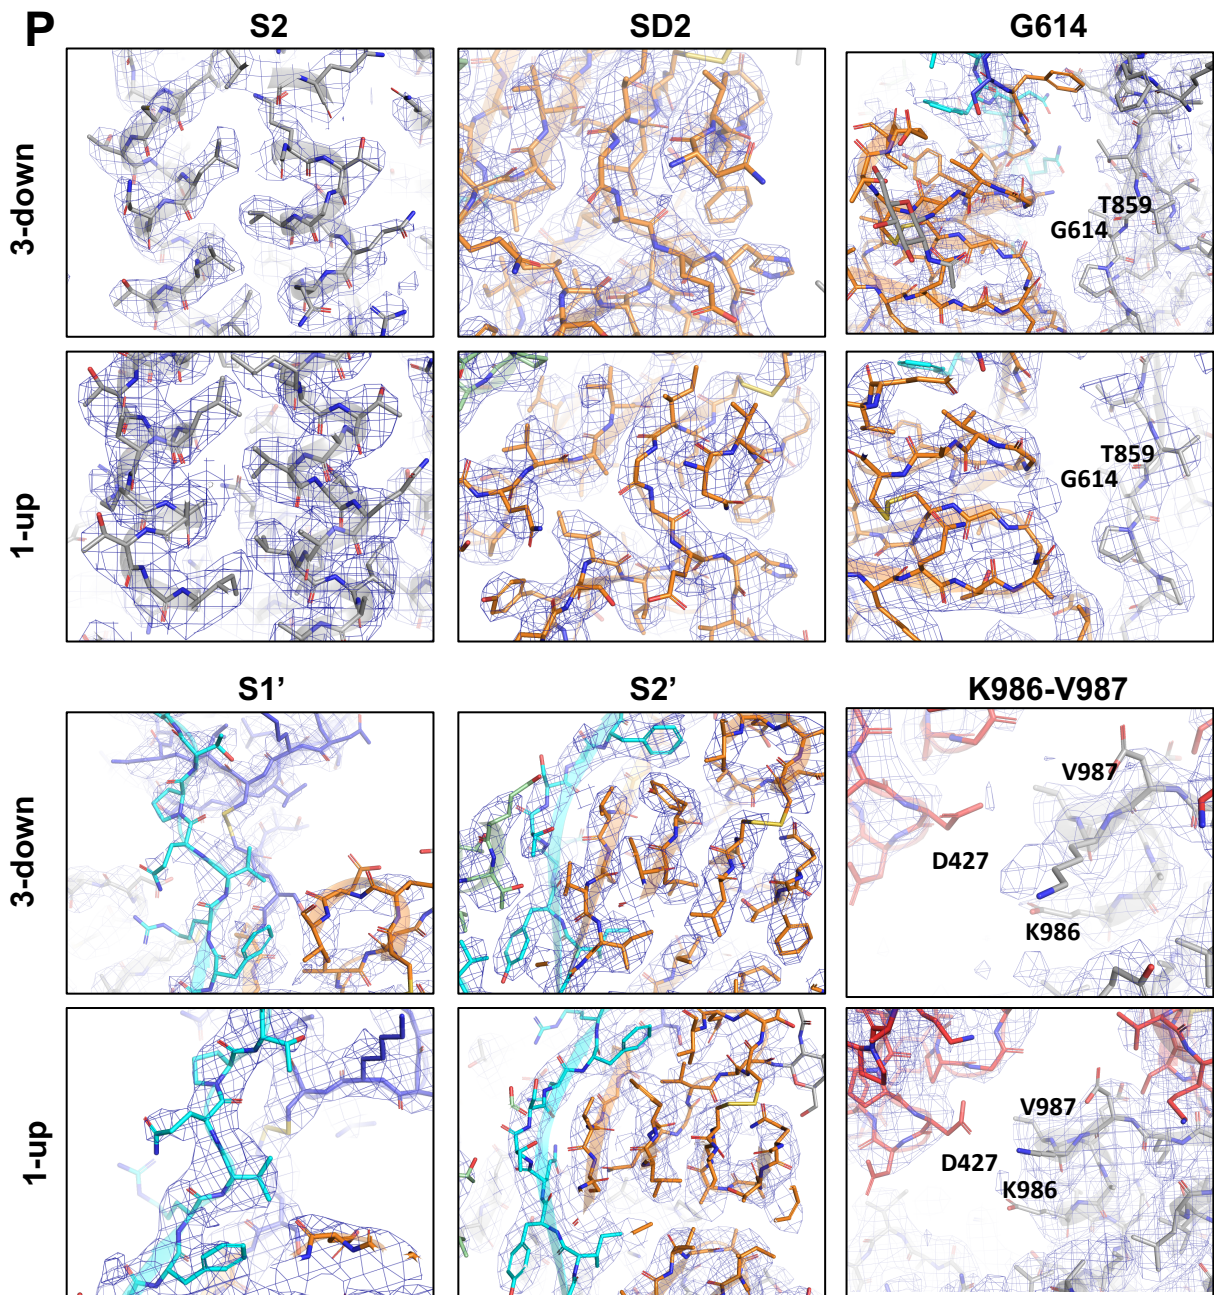 P
S2
SD2
G614
3-down
T859
G614
1-up
T859
G614
S1’
S2’
K986-V987
3-down
V987
D427
K986
1-up
V987
D427
K986